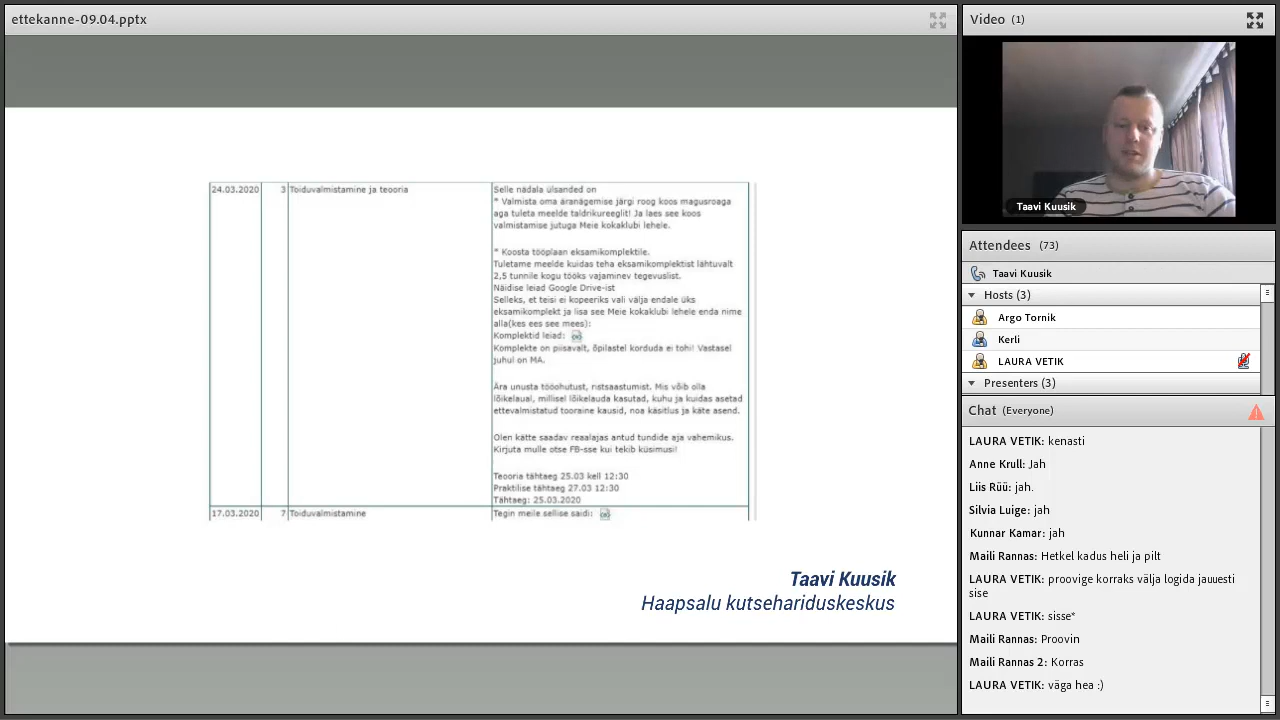 ettekanne-09.04.pptx
24.03.2020 3 Toiduvalmistamine ja teooria
Selle nädala ülsanded on
* Valmista oma äranägemise järgi roog koos magusroaga
aga tuleta meelde taldrikureeglit! Ja laes see koos
valmistamise jutuga Meie kokaklubi lehele.
* Koosta tööplaan eksamikomplektile.
Tuletame meelde kuidas teha eksamikomplektist lähtuvalt
2,5 tunnile kogu tööks vajaminev tegevuslist.
Näidise leiad Google Drive-ist
Selleks, et teisi ei kopeeriks vali välja endale üks
eksamikomplekt ja lisa see Meie kokaklubi lehele enda nime
alla(kes ees see mees):
Komplektid leiad:
Komplekte on piisavalt, õpilastel korduda ei tohi! Vastasel
juhul on MA.
Ära unusta tööohutust, ristsaastumist. Mis võib olla
lõikelaual, millisel lõikelauda kasutad, kuhu ja kuidas asetad
ettevalmistatud tooraine kausid, noa käsitlus ja käte asend.
Olen kätte saadav reaalajas antud tundide aja vahemikus.
Kirjuta mulle otse FB-sse kui tekib küsimusi!
Teooria tähtaeg 25.03 kell 12:30
Praktilise tähtaeg 27.03 12:30
Tähtaeg: 25.03.2020
17.03.2020 7 Toiduvalmistamine Tegin meile sellise saidi:
Taavi Kuusik
Haapsalu kutsehariduskeskus
Video (1)
Taavi Kuusik
Attendees (73)
Taavi Kuusik
Hosts (3)
Argo Tornik
Kerli
LAURA VETIK
Presenters (3)
Chat (Everyone)
LAURA VETIK: kenasti
Anne Krull: Jah
Liis Rüü: jah.
Silvia Luige: jah
Kunnar Kamar: jah
Maili Rannas: Hetkel kadus heli ja pilt
LAURA VETIK: proovige korraks välja logida jauuesti
sise
LAURA VETIK: sisse*
Maili Rannas: Proovin
Maili Rannas 2: Korras
LAURA VETIK: väga hea :)